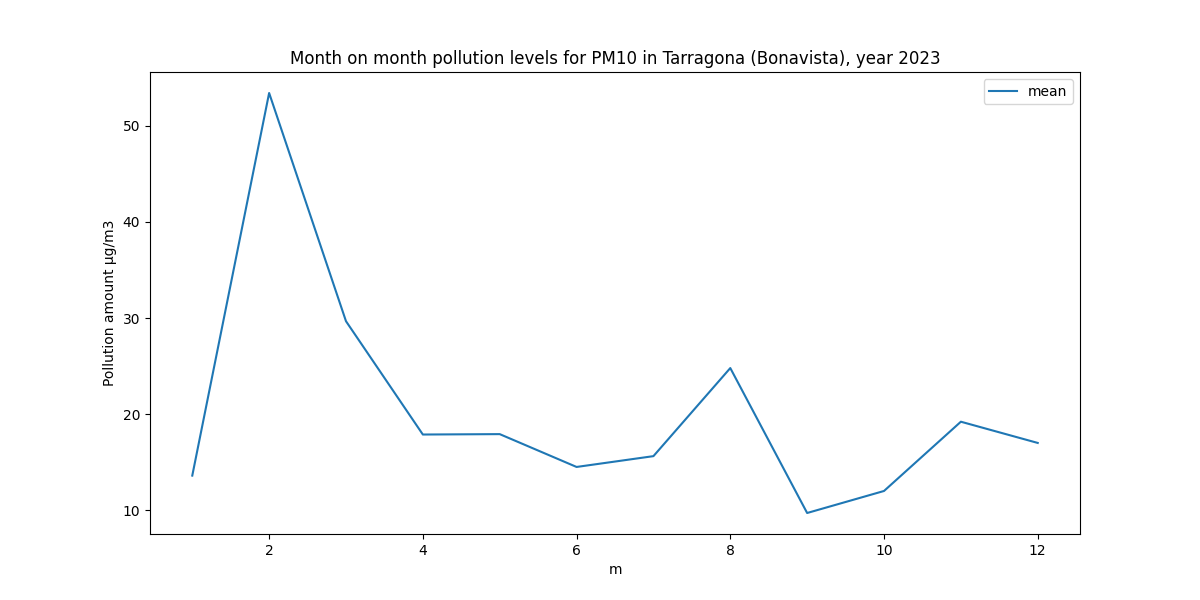 Month on month pollution levels for PM10 in Tarragona (Bonavista), year 2023
mean
Pollution amount µg/m3
50
40
30
20
10
2 4 6 8 10 12
m